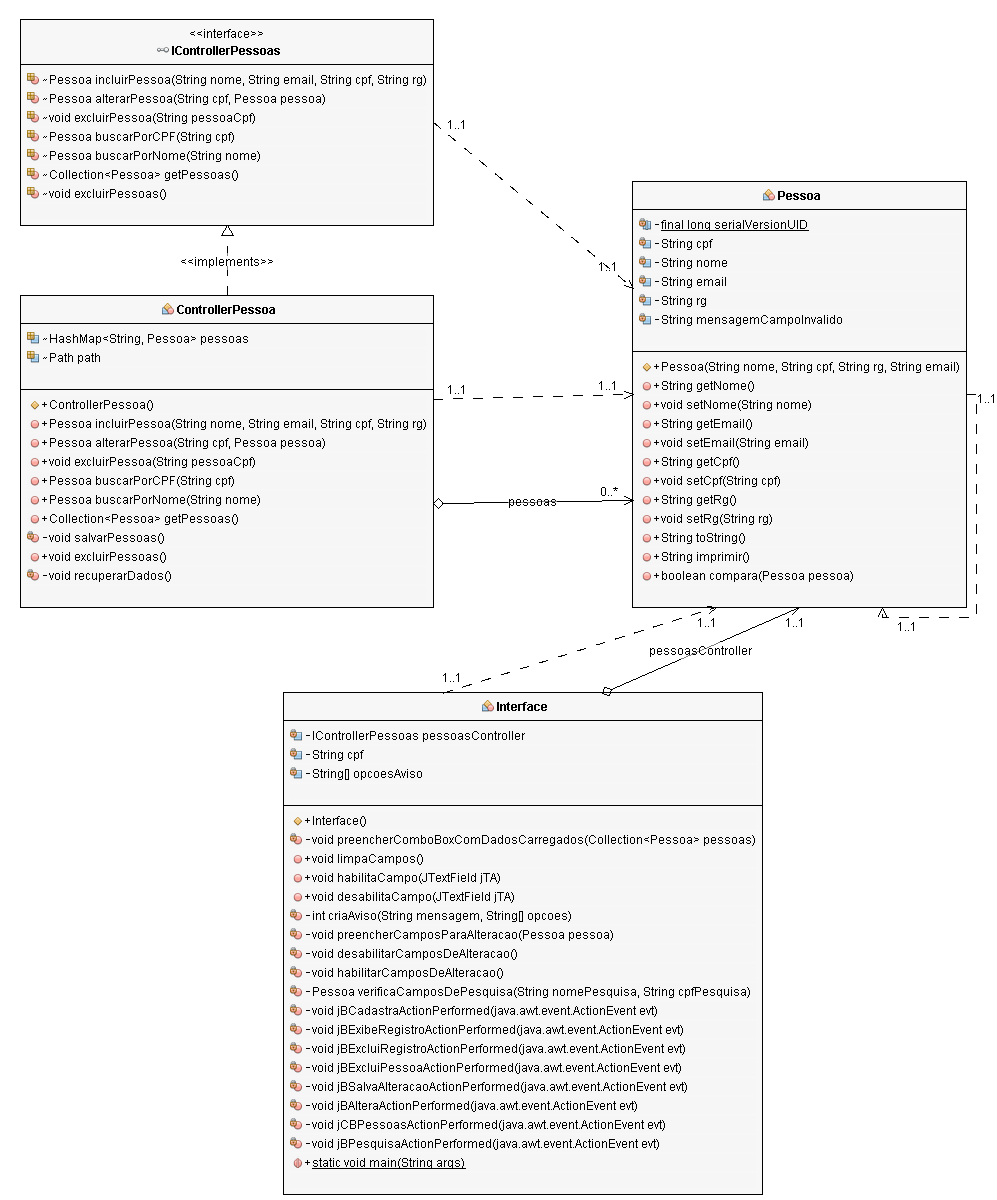 <<interface>>
IControllerPessoas
~Pessoa incluirPessoa(String nome, String email, String cpf, String rg)
~Pessoa alterarPessoa(String cpf, Pessoa pessoa)
~void excluirPessoa(String pessoaCpf)
~Pessoa buscarPorCPF(String cpf)
~Pessoa buscarPorNome(String nome)
~Collection<Pessoa> getPessoas()
~void excluirPessoas()
1..1
1..1
<<implements>>
Pessoa
-final long serialVersionUID
-String cpf
-String nome
-String email
-String rg
-String mensagemCampoInvalido
+Pessoa(String nome, String cpf, String rg, String email)
+String getNome()
+void setNome(String nome)
+String getEmail()
+void setEmail(String email)
+String getCpf()
+void setCpf(String cpf)
+String getRg()
+void setRg(String rg)
+String toString()
+String imprimir()
+boolean compara(Pessoa pessoa)
1..1
1..1
ControllerPessoa
~HashMap<String, Pessoa> pessoas
~Path path
+ControllerPessoa()
+Pessoa incluirPessoa(String nome, String email, String cpf, String rg)
+Pessoa alterarPessoa(String cpf, Pessoa pessoa)
+void excluirPessoa(String pessoaCpf)
+Pessoa buscarPorCPF(String cpf)
+Pessoa buscarPorNome(String nome)
+Collection<Pessoa> getPessoas()
-void salvarPessoas()
+void excluirPessoas()
-void recuperarDados()
1..1
1..1
pessoas
0..*
1..1
1..1
pessoasController
1..1
Interface
-IControllerPessoas pessoasController
-String cpf
-String[] opcoesAviso
+Interface()
-void preencherComboBoxComDadosCarregados(Collection<Pessoa> pessoas)
+void limpaCampos()
+void habilitaCampo(JTextField jTA)
+void desabilitaCampo(JTextField jTA)
-int criaAviso(String mensagem, String[] opcoes)
-void preencherCamposParaAlteracao(Pessoa pessoa)
-void desabilitarCamposDeAlteracao()
-void habilitarCamposDeAlteracao()
-Pessoa verificaCamposDePesquisa(String nomePesquisa, String cpfPesquisa)
-void jBCadastraActionPerformed(java.awt.event.ActionEvent evt)
-void jBExibeRegistroActionPerformed(java.awt.event.ActionEvent evt)
-void jBExcluiRegistroActionPerformed(java.awt.event.ActionEvent evt)
-void jBExcluiPessoaActionPerformed(java.awt.event.ActionEvent evt)
-void jBSalvaAlteracaoActionPerformed(java.awt.event.ActionEvent evt)
-void jBAlteraActionPerformed(java.awt.event.ActionEvent evt)
-void jCBPessoasActionPerformed(java.awt.event.ActionEvent evt)
-void jBPesquisaActionPerformed(java.awt.event.ActionEvent evt)
+static void main(String args)